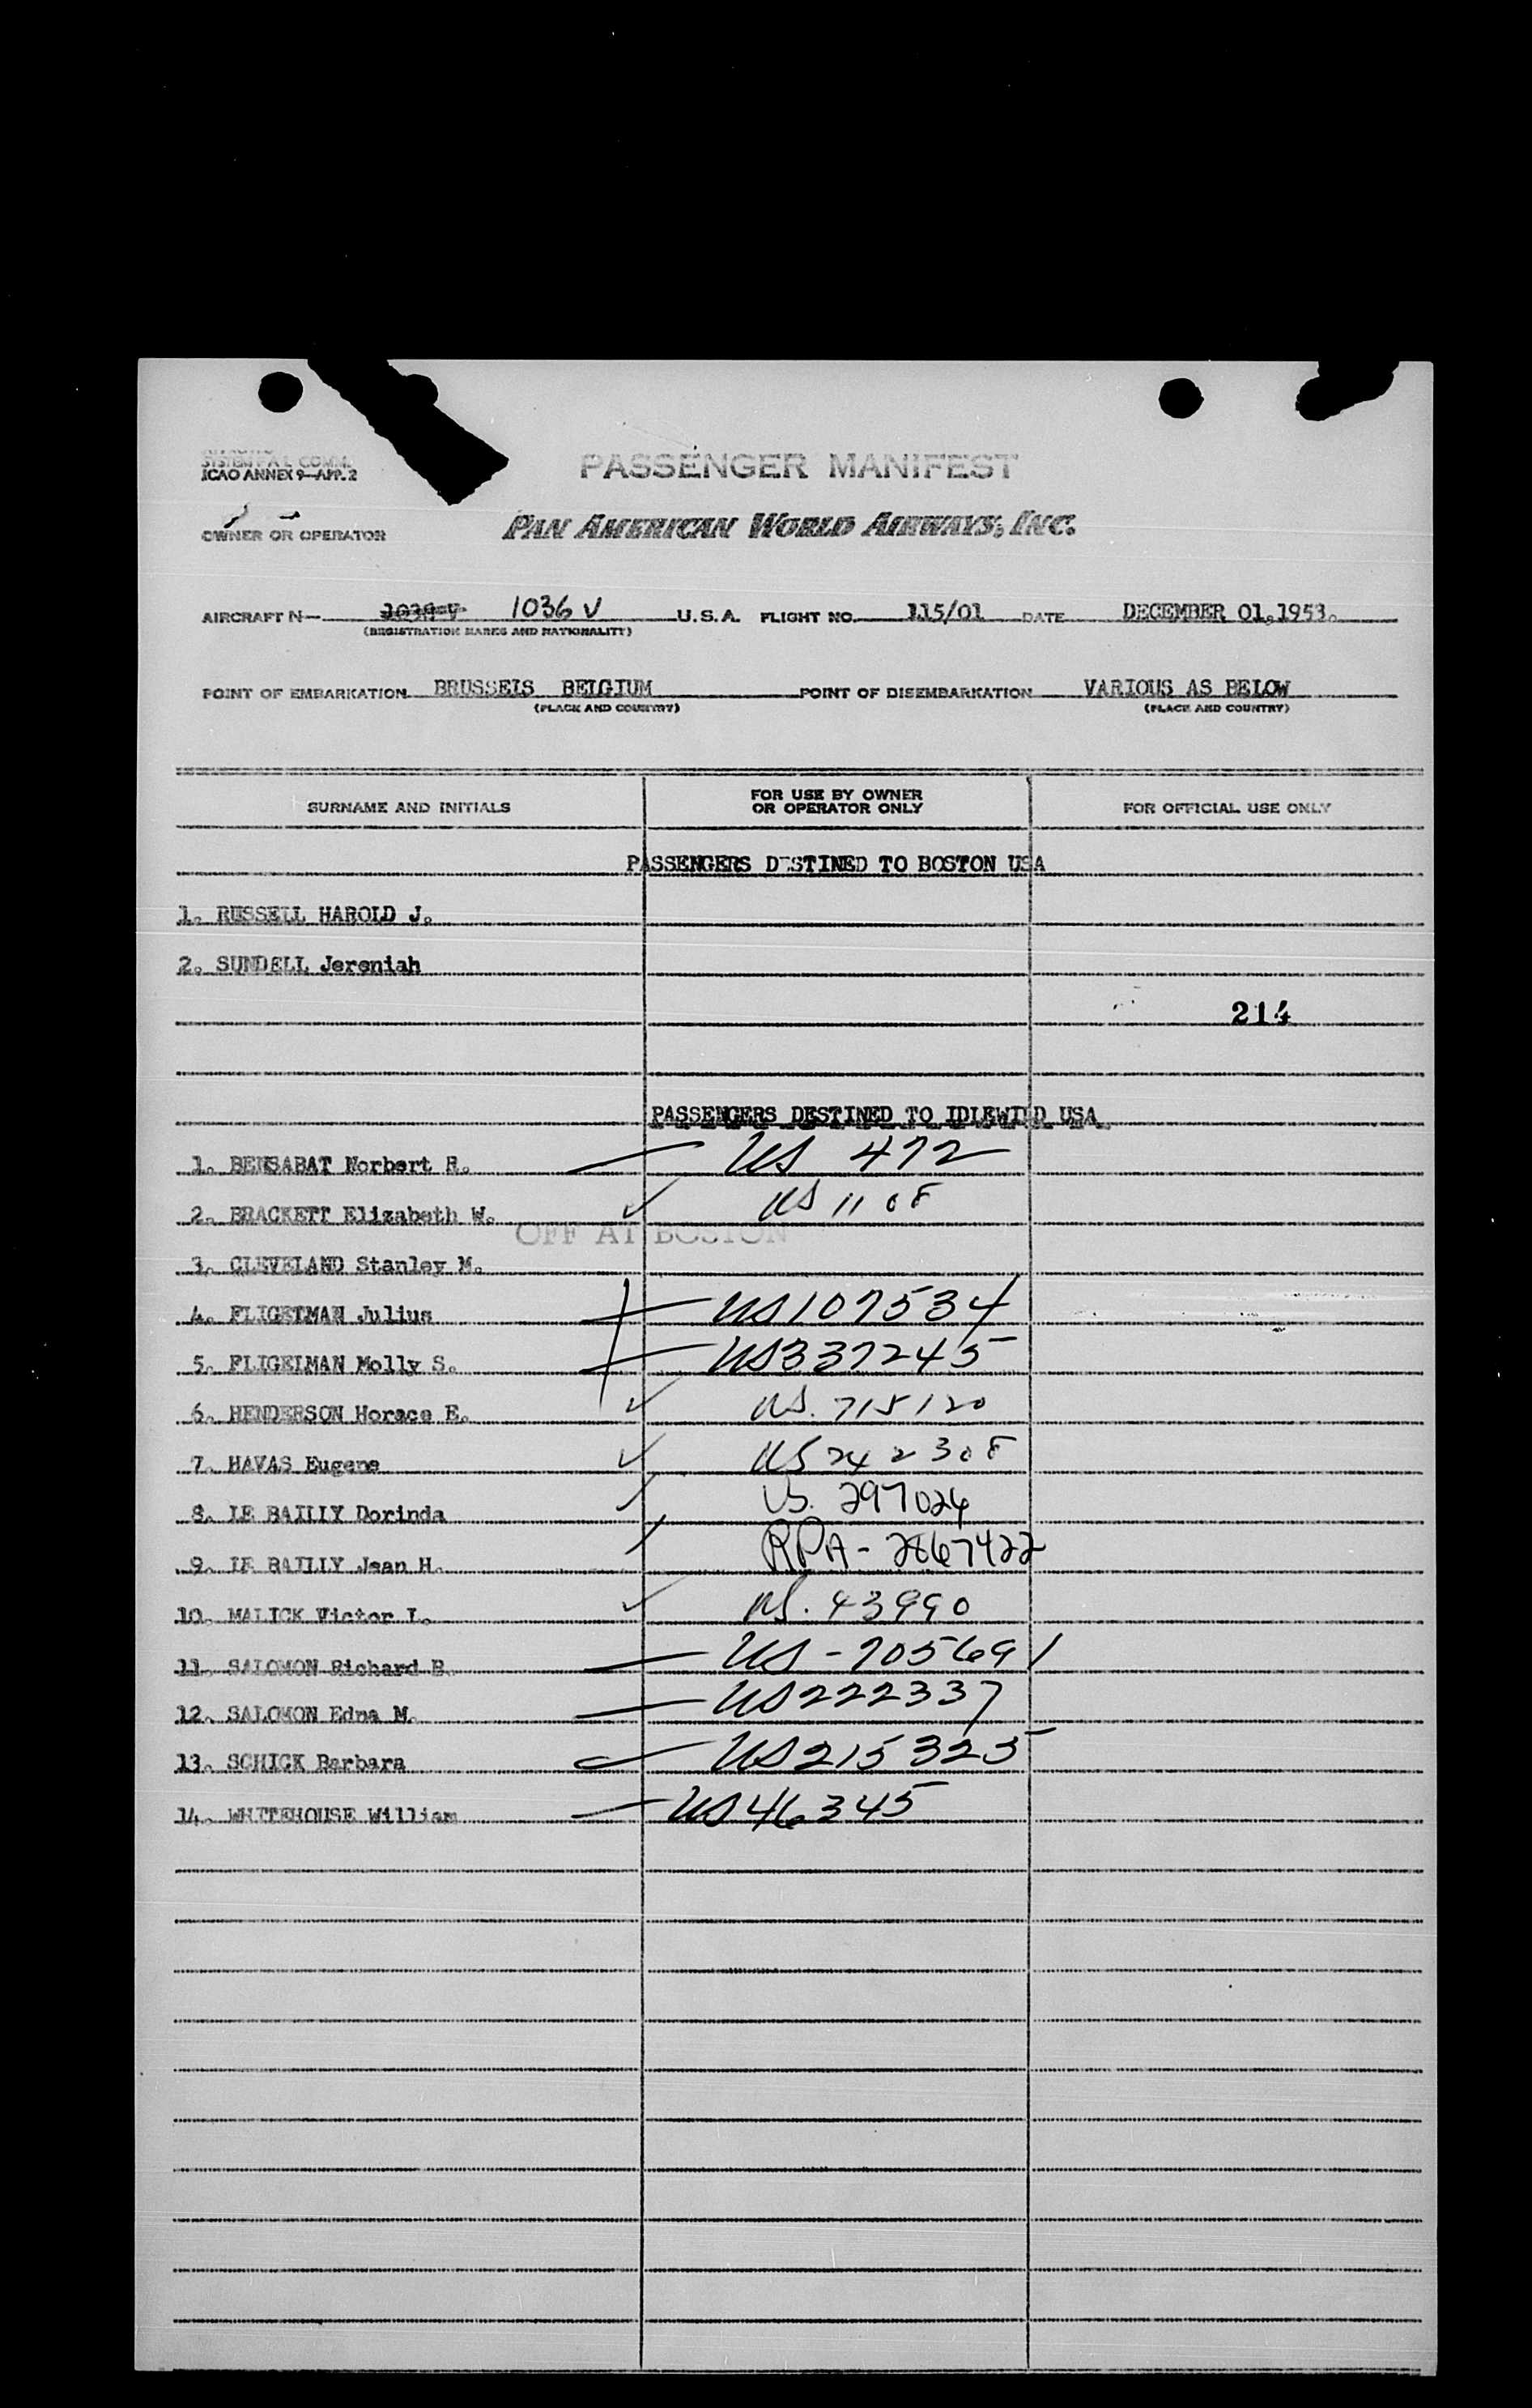 SYSTEM F.A.L. COMM.
ICAO ANNEX 9—APP. 2
PASSENGER MANIFEST
OWNER OR OPERATOR
PAN AMERICAN WORLD AIRWAYS, INC.
AIRCRAFT N— 1036 V U.S.A. FLIGHT NO. 115/01 DATE DECEMBER 01,1953.
(REGISTRATION MARKS AND NATIONALITY)
POINT OF EMBARKATION BRUSSELS BELGIUM POINT OF DISEMBARKATION VARIOUS AS BELOW
(PLACE AND COUNTRY) (PLACE AND COUNTRY)
SURNAME AND INITIALS FOR USE BY OWNER OR OPERATOR ONLY FOR OFFICIAL USE ONLY
PASSENGERS DESTINED TO BOSTON USA
1. RUSSELL HAROLD J.
2. SUNDELL Jeremiah
214
PASSENGERS DESTINED TO IDLEWILD USA
1. BENSABAT Norbert R. US 472
2. BRACKETT Elizabeth W. US 1108
OFF AT BOSTON
3. CLEVELAND Stanley M.
4. FLIGELMAN Julius US107534
5. FLIGELMAN Molly S. US337245
6. HENDERSON Horace E. US. 715120
7. HAVAS Eugene US 242308
8. LE BAILLY Dorinda US. 297024
9. LE BAILLY Jean H. RPA - 2867422
10. MALICK Victor I. US. 43990
11. SALOMON Richard B. US - 705691
12. SALOMON Edna M. US222337
13. SCHICK Barbara US215325
14. WHITEHOUSE William US46345